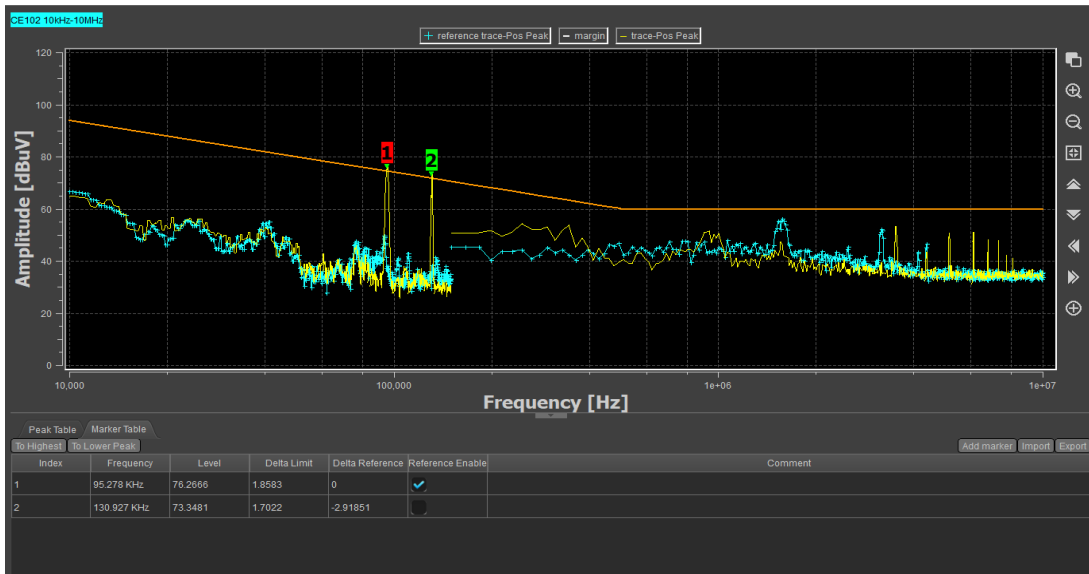 CE102 10kHz-10MHz
reference trace-Pos Peak margin trace-Pos Peak
120
100
80
60
40
20
0
Amplitude [dBuV]
1
2
10,000 100,000 1e+06 1e+07
Frequency [Hz]
Peak Table Marker Table
To Highest To Lower Peak Add marker Import Export
Index Frequency Level Delta Limit Delta Reference Reference Enable Comment
1 95.278 KHz 76.2666 1.8583 0
2 130.927 KHz 73.3481 1.7022 -2.91851